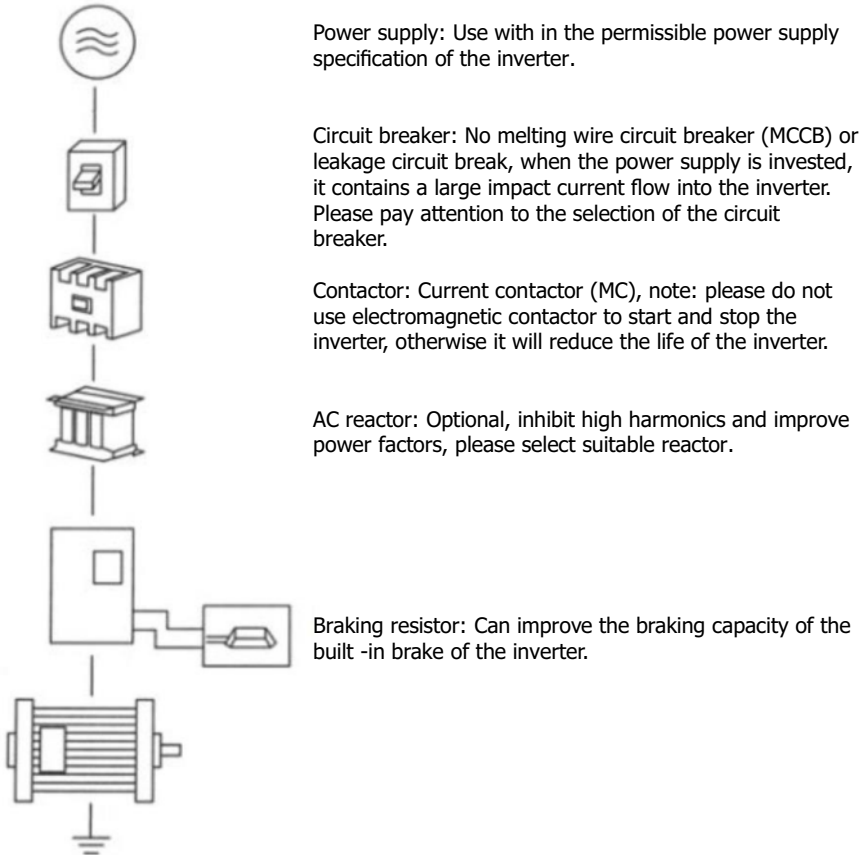 Power supply: Use with in the permissible power supply
specification of the inverter.
Circuit breaker: No melting wire circuit breaker (MCCB) or
leakage circuit break, when the power supply is invested,
it contains a large impact current flow into the inverter.
Please pay attention to the selection of the circuit
breaker.
Contactor: Current contactor (MC), note: please do not
use electromagnetic contactor to start and stop the
inverter, otherwise it will reduce the life of the inverter.
AC reactor: Optional, inhibit high harmonics and improve
power factors, please select suitable reactor.
Braking resistor: Can improve the braking capacity of the
built -in brake of the inverter.